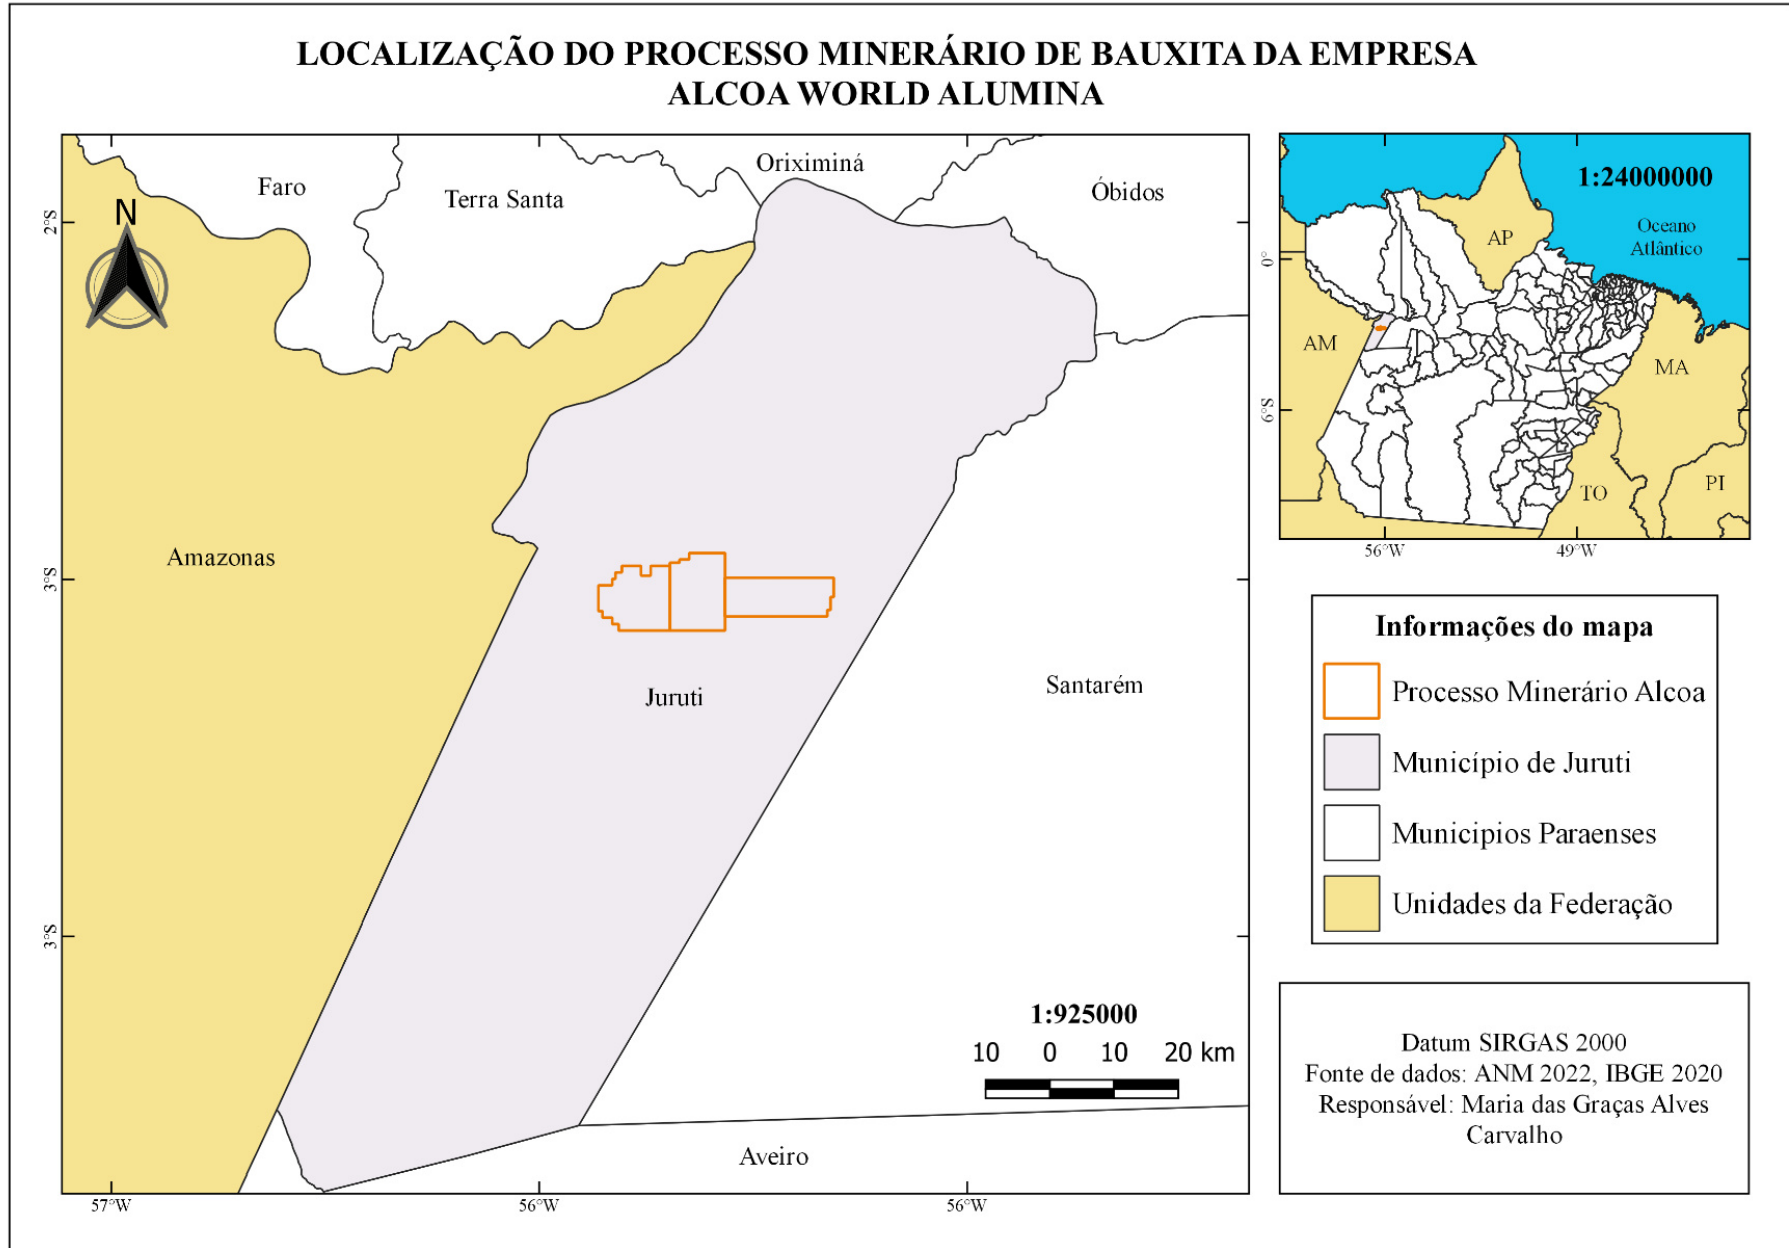 LOCALIZAÇÃO DO PROCESSO MINERÁRIO DE BAUXITA DA EMPRESA
ALCOA WORLD ALUMINA
Faro
Terra Santa
Oriximiná
Óbidos
N
2°S
Amazonas
3°S
Juruti
Santarém
3°S
1:925000
10 0 10 20 km
Aveiro
57°W 56°W 56°W
1:24000000
Oceano
Atlântico
AP
0°
AM
MA
6°S
TO
PI
56°W 49°W
Informações do mapa
Processo Minerário Alcoa
Município de Juruti
Municipios Paraenses
Unidades da Federação
Datum SIRGAS 2000
Fonte de dados: ANM 2022, IBGE 2020
Responsável: Maria das Graças Alves
Carvalho